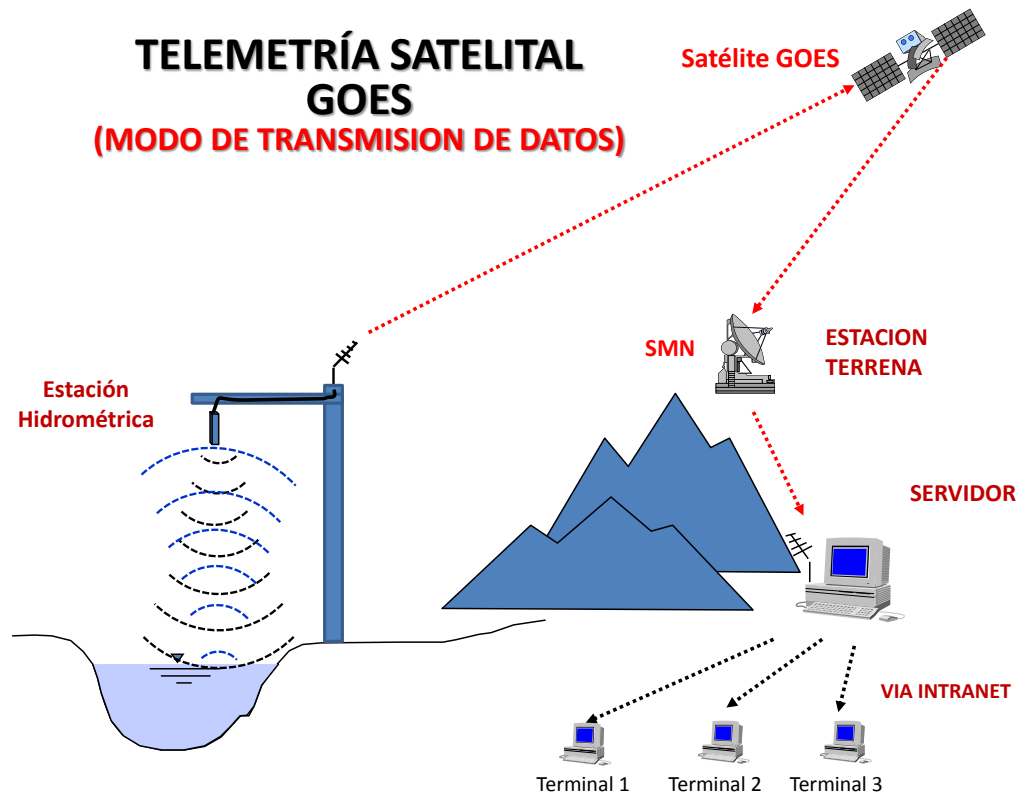 TELEMETRÍA SATELITAL
GOES
(MODO DE TRANSMISION DE DATOS)
Satélite GOES
SMN
ESTACION
TERRENA
Estación
Hidrométrica
SERVIDOR
VIA INTRANET
Terminal 1
Terminal 2
Terminal 3